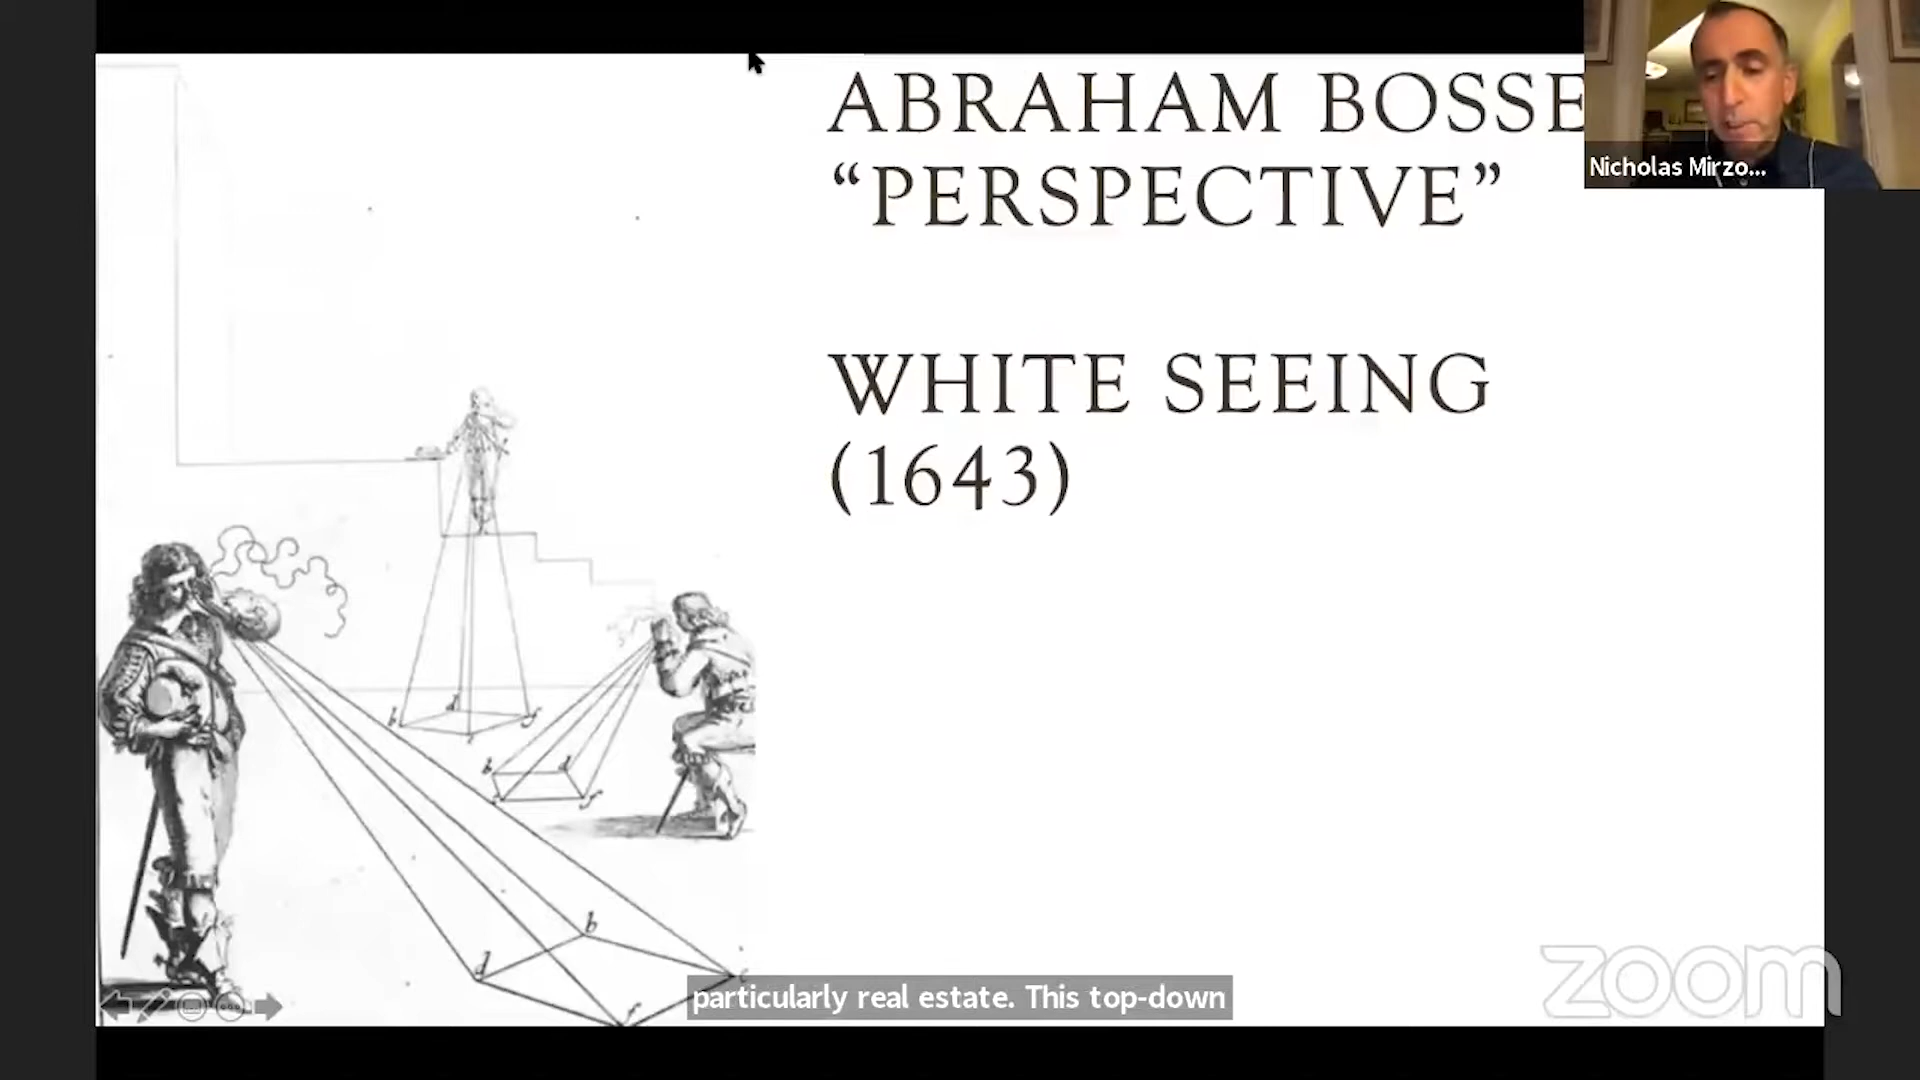 ABRAHAM BOSSE
“PERSPECTIVE”
WHITE SEEING
(1643)
Nicholas Mirzo...
b
d
f
b
d
f
d
b
c
f
particularly real estate. This top-down
zoom